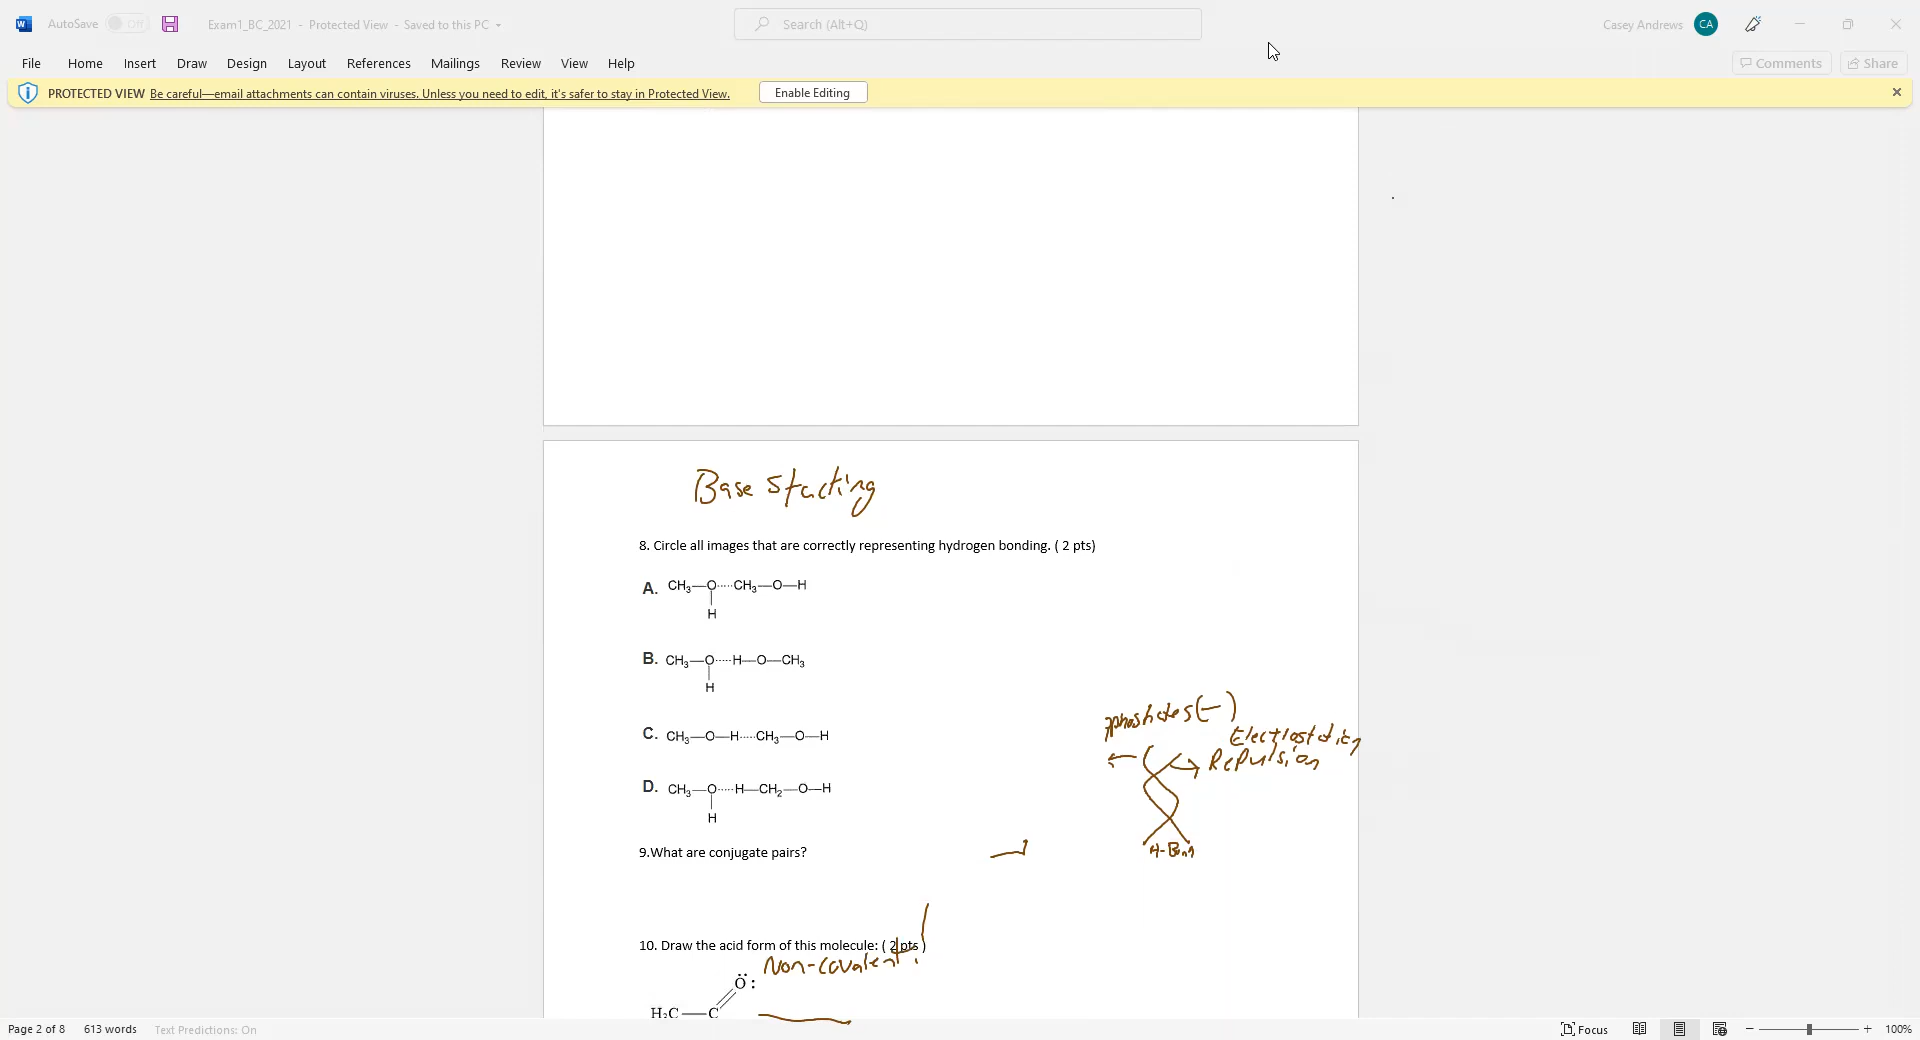 AutoSave Off Exam1_BC_2021 - Protected View - Saved to this PC Search (Alt+Q) Casey Andrews CA
File Home Insert Draw Design Layout References Mailings Review View Help Comments Share
PROTECTED VIEW Be careful—email attachments can contain viruses. Unless you need to edit, it's safer to stay in Protected View. Enable Editing
Base Stacking
8. Circle all images that are correctly representing hydrogen bonding. ( 2 pts)
A. CH3—O·····CH3—O—H
H
B. CH3—O·····H—O—CH3
H
C. CH3—O—H·····CH3—O—H
phosphates(-)
Electrostatic
Repulsion
D. CH3—O·····H—CH2—O—H
H
9.What are conjugate pairs?
H-Bond
10. Draw the acid form of this molecule: ( 2 pts )
Non-covalent!
Ö:
H3C—C
Page 2 of 8 613 words Text Predictions: On Focus 100%